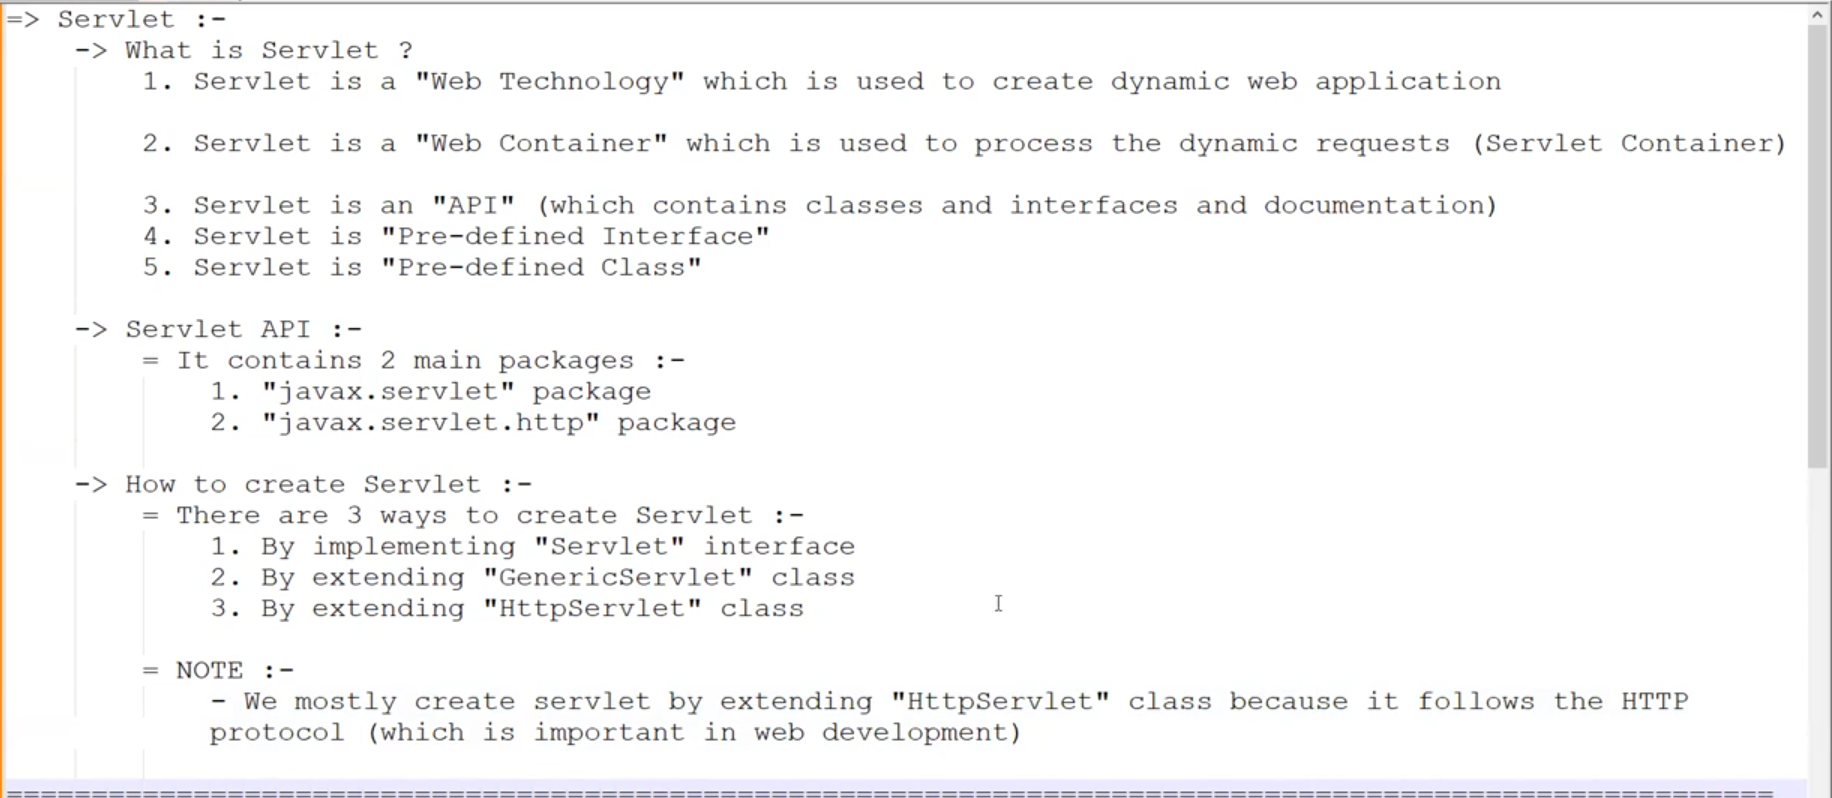 => Servlet :-
-> What is Servlet ?
1. Servlet is a "Web Technology" which is used to create dynamic web application
2. Servlet is a "Web Container" which is used to process the dynamic requests (Servlet Container)
3. Servlet is an "API" (which contains classes and interfaces and documentation)
4. Servlet is "Pre-defined Interface"
5. Servlet is "Pre-defined Class"
-> Servlet API :-
= It contains 2 main packages :-
1. "javax.servlet" package
2. "javax.servlet.http" package
-> How to create Servlet :-
= There are 3 ways to create Servlet :-
1. By implementing "Servlet" interface
2. By extending "GenericServlet" class
3. By extending "HttpServlet" class
= NOTE :-
- We mostly create servlet by extending "HttpServlet" class because it follows the HTTP
protocol (which is important in web development)
========================================================================================================